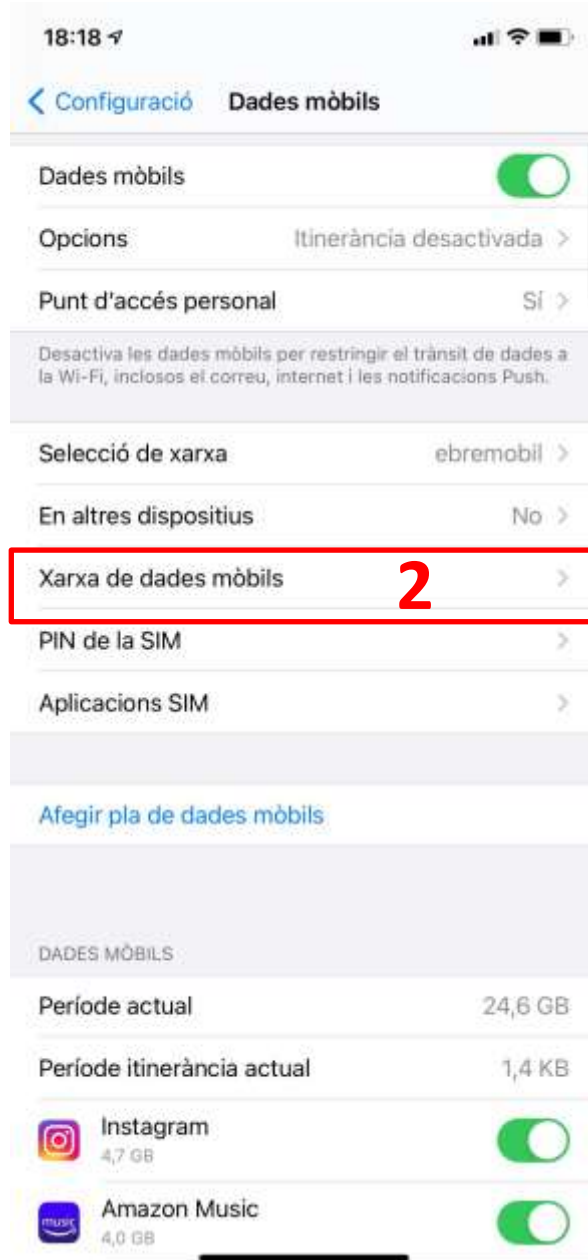 18:18
Configuració Dades mòbils
Dades mòbils
Opcions Itinerància desactivada
Punt d'accés personal Sí
Desactiva les dades mòbils per restringir el trànsit de dades a
la Wi-Fi, inclosos el correu, internet i les notificacions Push.
Selecció de xarxa ebremobil
En altres dispositius No
Xarxa de dades mòbils 2
PIN de la SIM
Aplicacions SIM
Afegir pla de dades mòbils
DADES MÒBILS
Període actual 24,6 GB
Període itinerància actual 1,4 KB
Instagram
4,7 GB
music
Amazon Music
4,0 GB